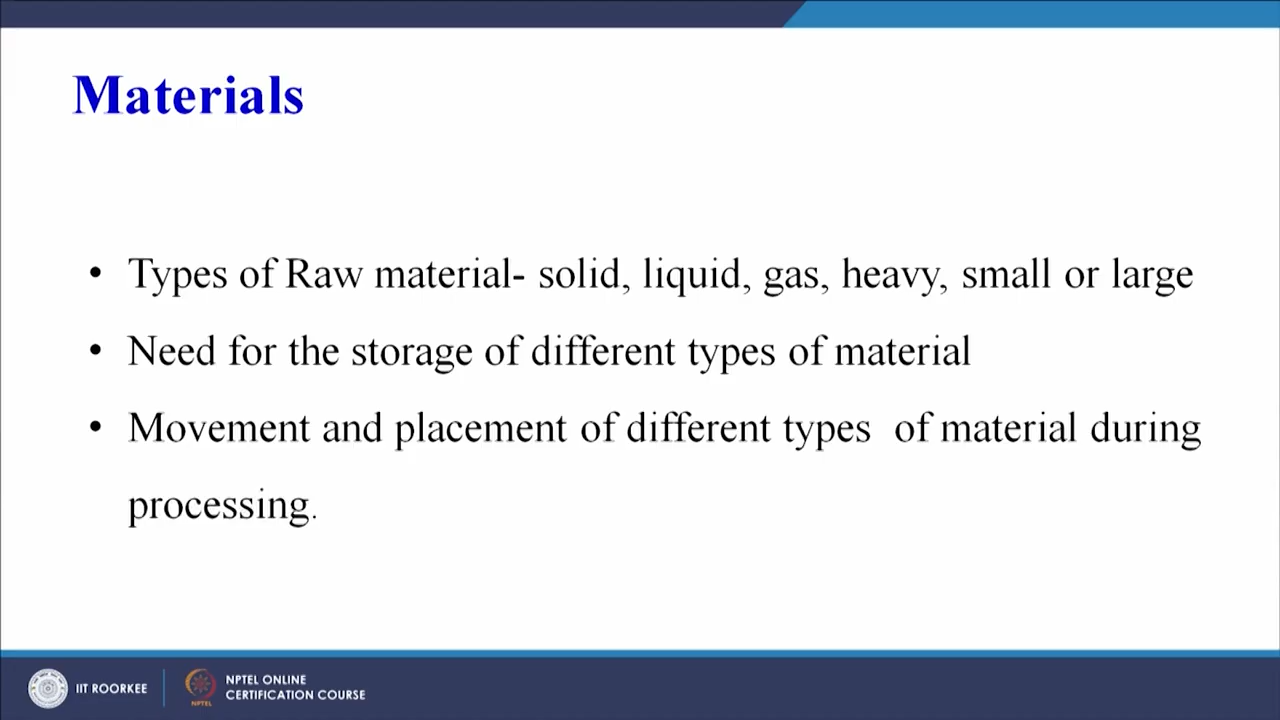 Materials
• Types of Raw material- solid, liquid, gas, heavy, small or large
• Need for the storage of different types of material
• Movement and placement of different types  of material during
processing.
IIT ROORKEE
NPTEL
NPTEL ONLINE
CERTIFICATION COURSE